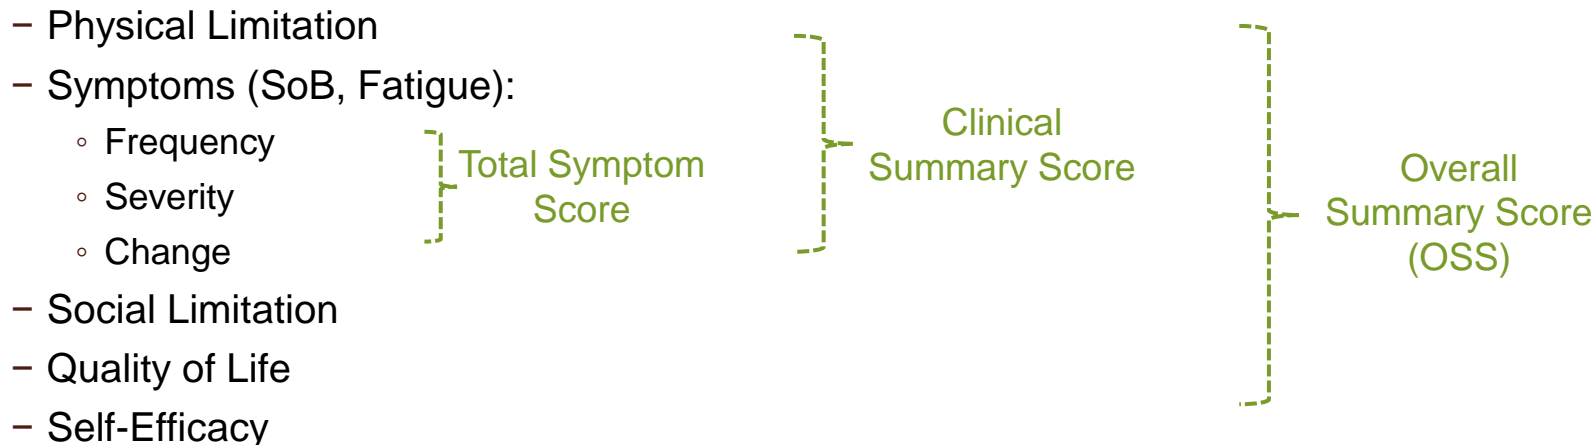 − Physical Limitation
− Symptoms (SoB, Fatigue):
◦ Frequency
◦ Severity
◦ Change
− Social Limitation
− Quality of Life
− Self-Efficacy
Total Symptom
Score
Clinical
Summary Score
Overall
Summary Score
(OSS)